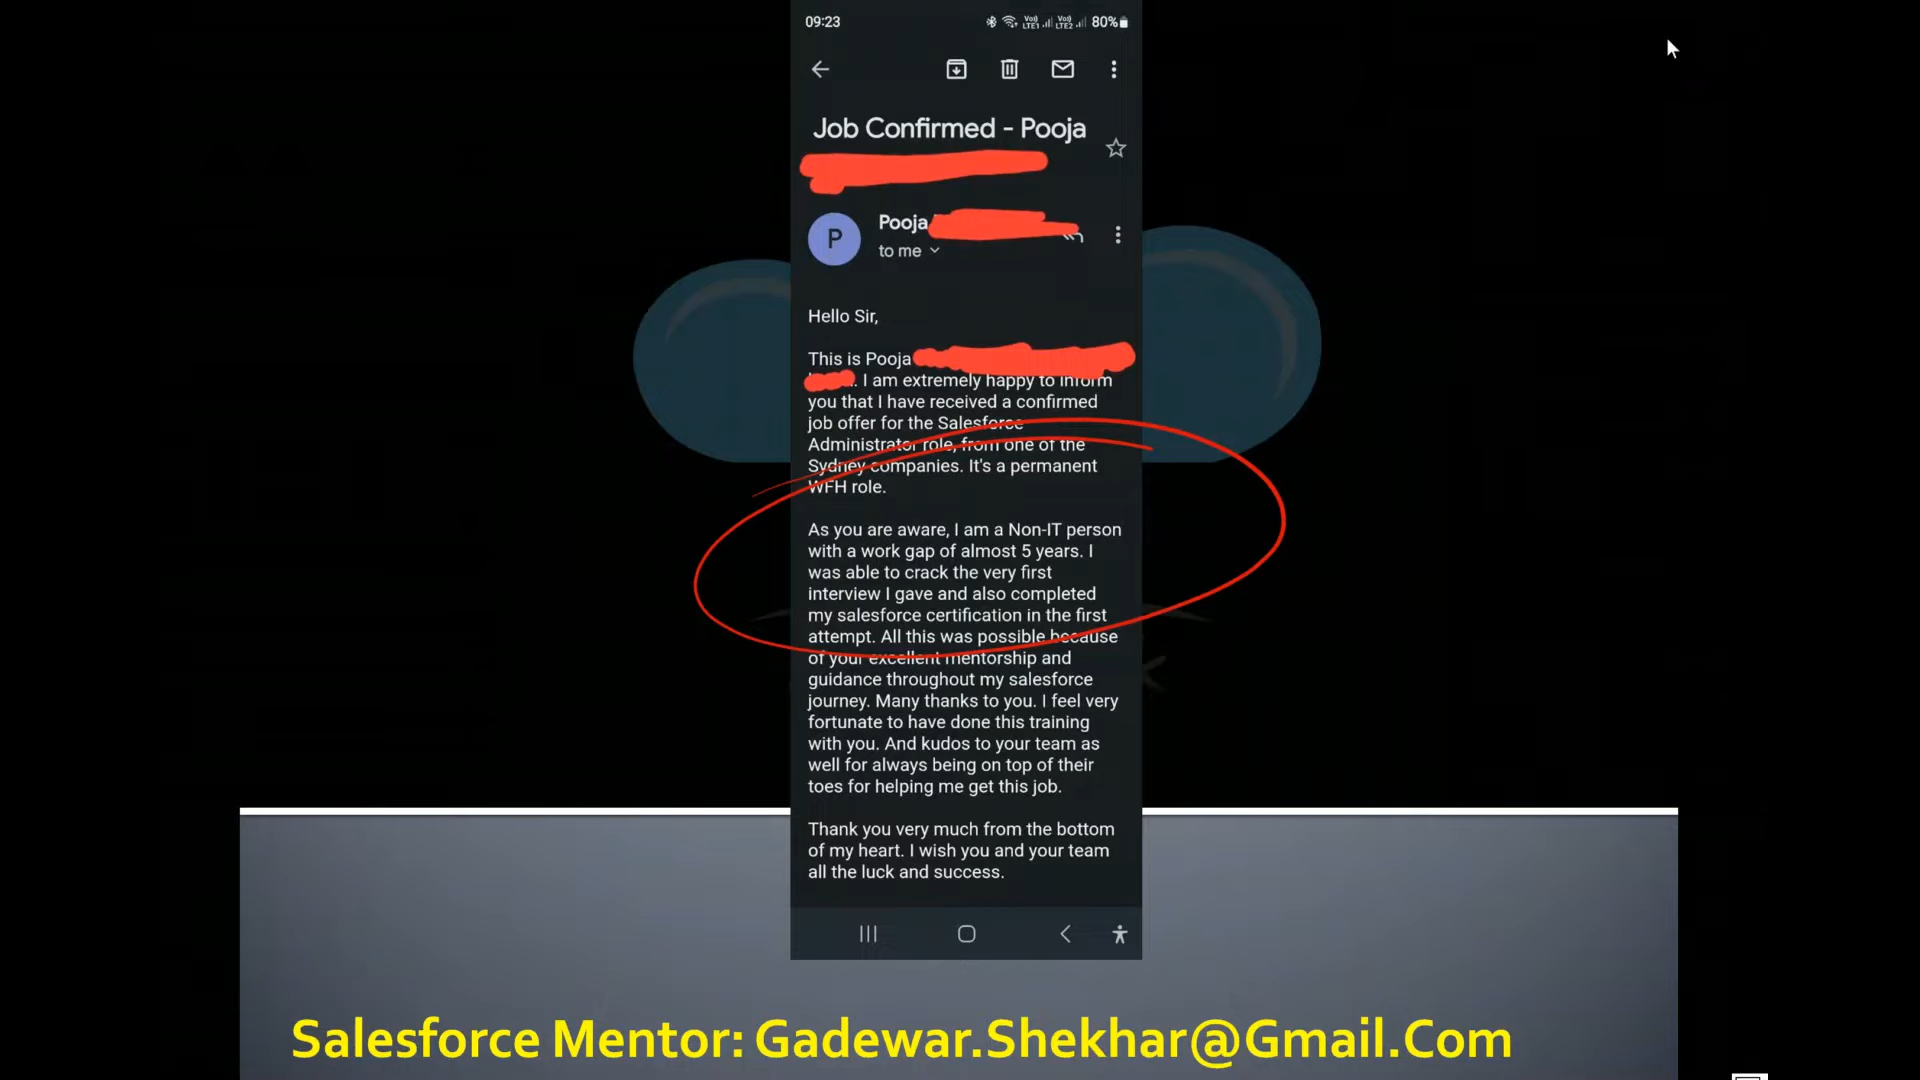 09:23
Vo)) LTE1 Vo)) LTE2 80%
Job Confirmed - Pooja
P
Pooja
to me
Hello Sir,
This is Pooja
. I am extremely happy to inform
you that I have received a confirmed
job offer for the Salesforce
Administrator role, from one of the
Sydney companies. It's a permanent
WFH role.
As you are aware, I am a Non-IT person
with a work gap of almost 5 years. I
was able to crack the very first
interview I gave and also completed
my salesforce certification in the first
attempt. All this was possible because
of your excellent mentorship and
guidance throughout my salesforce
journey. Many thanks to you. I feel very
fortunate to have done this training
with you. And kudos to your team as
well for always being on top of their
toes for helping me get this job.
Thank you very much from the bottom
of my heart. I wish you and your team
all the luck and success.
Salesforce Mentor: Gadewar.Shekhar@Gmail.Com